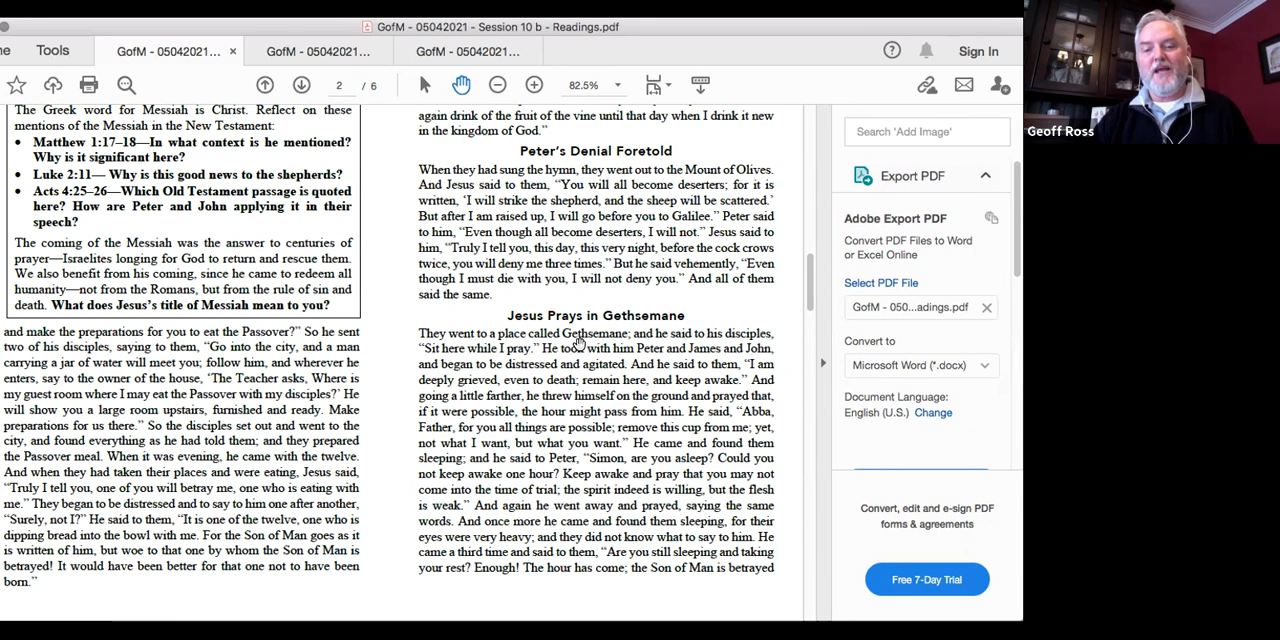 GofM - 05042021 - Session 10 b - Readings.pdf
ne
Tools
GofM - 05042021...
×
GofM - 05042021...
GofM - 05042021...
Sign In
2 / 6
82.5%
The Greek word for Messiah is Christ. Reflect on these
mentions of the Messiah in the New Testament:
• Matthew 1:17–18—In what context is he mentioned?
Why is it significant here?
• Luke 2:11— Why is this good news to the shepherds?
• Acts 4:25–26—Which Old Testament passage is quoted
here? How are Peter and John applying it in their
speech?
The coming of the Messiah was the answer to centuries of
prayer—Israelites longing for God to return and rescue them.
We also benefit from his coming, since he came to redeem all
humanity—not from the Romans, but from the rule of sin and
death. What does Jesus's title of Messiah mean to you?
and make the preparations for you to eat the Passover?” So he sent
two of his disciples, saying to them, “Go into the city, and a man
carrying a jar of water will meet you; follow him, and wherever he
enters, say to the owner of the house, ‘The Teacher asks, Where is
my guest room where I may eat the Passover with my disciples?’ He
will show you a large room upstairs, furnished and ready. Make
preparations for us there.” So the disciples set out and went to the
city, and found everything as he had told them; and they prepared
the Passover meal. When it was evening, he came with the twelve.
And when they had taken their places and were eating, Jesus said,
“Truly I tell you, one of you will betray me, one who is eating with
me.” They began to be distressed and to say to him one after another,
“Surely, not I?” He said to them, “It is one of the twelve, one who is
dipping bread into the bowl with me. For the Son of Man goes as it
is written of him, but woe to that one by whom the Son of Man is
betrayed! It would have been better for that one not to have been
born.”
again drink of the fruit of the vine until that day when I drink it new
in the kingdom of God.”
Peter's Denial Foretold
When they had sung the hymn, they went out to the Mount of Olives.
And Jesus said to them, “You will all become deserters; for it is
written, ‘I will strike the shepherd, and the sheep will be scattered.’
But after I am raised up, I will go before you to Galilee.” Peter said
to him, “Even though all become deserters, I will not.” Jesus said to
him, “Truly I tell you, this day, this very night, before the cock crows
twice, you will deny me three times.” But he said vehemently, “Even
though I must die with you, I will not deny you.” And all of them
said the same.
Jesus Prays in Gethsemane
They went to a place called Gethsemane; and he said to his disciples,
“Sit here while I pray.” He took with him Peter and James and John,
and began to be distressed and agitated. And he said to them, “I am
deeply grieved, even to death; remain here, and keep awake.” And
going a little farther, he threw himself on the ground and prayed that,
if it were possible, the hour might pass from him. He said, “Abba,
Father, for you all things are possible; remove this cup from me; yet,
not what I want, but what you want.” He came and found them
sleeping; and he said to Peter, “Simon, are you asleep? Could you
not keep awake one hour? Keep awake and pray that you may not
come into the time of trial; the spirit indeed is willing, but the flesh
is weak.” And again he went away and prayed, saying the same
words. And once more he came and found them sleeping, for their
eyes were very heavy; and they did not know what to say to him. He
came a third time and said to them, “Are you still sleeping and taking
your rest? Enough! The hour has come; the Son of Man is betrayed
Search 'Add Image'
Export PDF
Adobe Export PDF
Convert PDF Files to Word
or Excel Online
Select PDF File
GofM - 050...adings.pdf
Convert to
Microsoft Word (*.docx)
Document Language:
English (U.S.) Change
Convert, edit and e-sign PDF
forms & agreements
Free 7-Day Trial
Geoff Ross